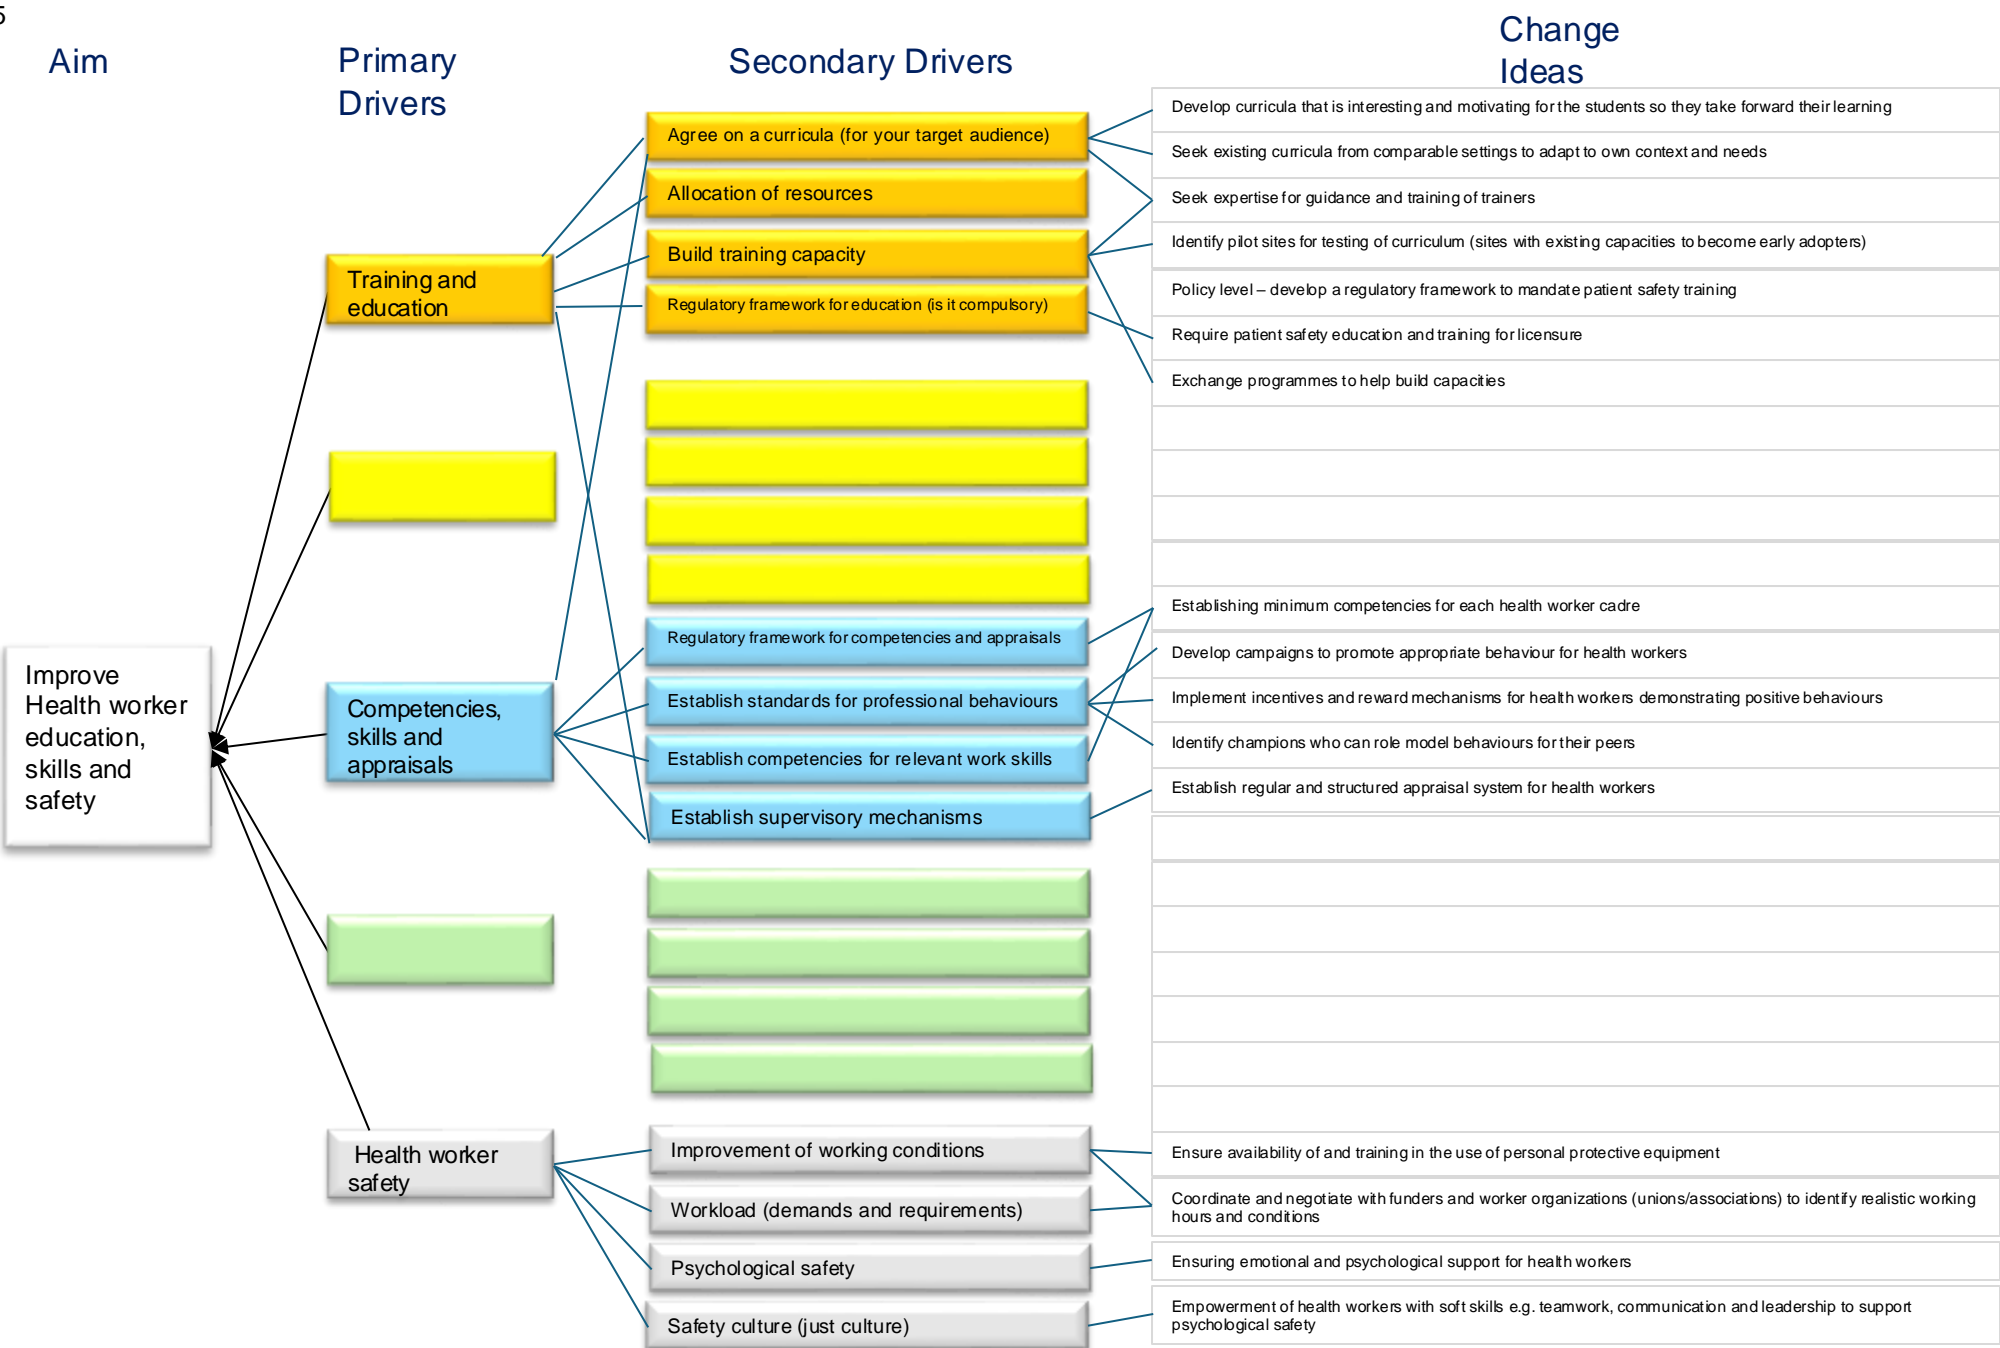 5
Aim
Primary
Drivers
Secondary Drivers
Change
Ideas
Improve
Health worker
education,
skills and
safety
Training and
education
Competencies,
skills and
appraisals
Health worker
safety
Agree on a curricula (for your target audience)
Allocation of resources
Build training capacity
Regulatory framework for education (is it compulsory)
Regulatory framework for competencies and appraisals
Establish standards for professional behaviours
Establish competencies for relevant work skills
Establish supervisory mechanisms
Improvement of working conditions
Workload (demands and requirements)
Psychological safety
Safety culture (just culture)
Develop curricula that is interesting and motivating for the students so they take forward their learning
Seek existing curricula from comparable settings to adapt to own context and needs
Seek expertise for guidance and training of trainers
Identify pilot sites for testing of curriculum (sites with existing capacities to become early adopters)
Policy level – develop a regulatory framework to mandate patient safety training
Require patient safety education and training for licensure
Exchange programmes to help build capacities
Establishing minimum competencies for each health worker cadre
Develop campaigns to promote appropriate behaviour for health workers
Implement incentives and reward mechanisms for health workers demonstrating positive behaviours
Identify champions who can role model behaviours for their peers
Establish regular and structured appraisal system for health workers
Ensure availability of and training in the use of personal protective equipment
Coordinate and negotiate with funders and worker organizations (unions/associations) to identify realistic working
hours and conditions
Ensuring emotional and psychological support for health workers
Empowerment of health workers with soft skills e.g. teamwork, communication and leadership to support
psychological safety